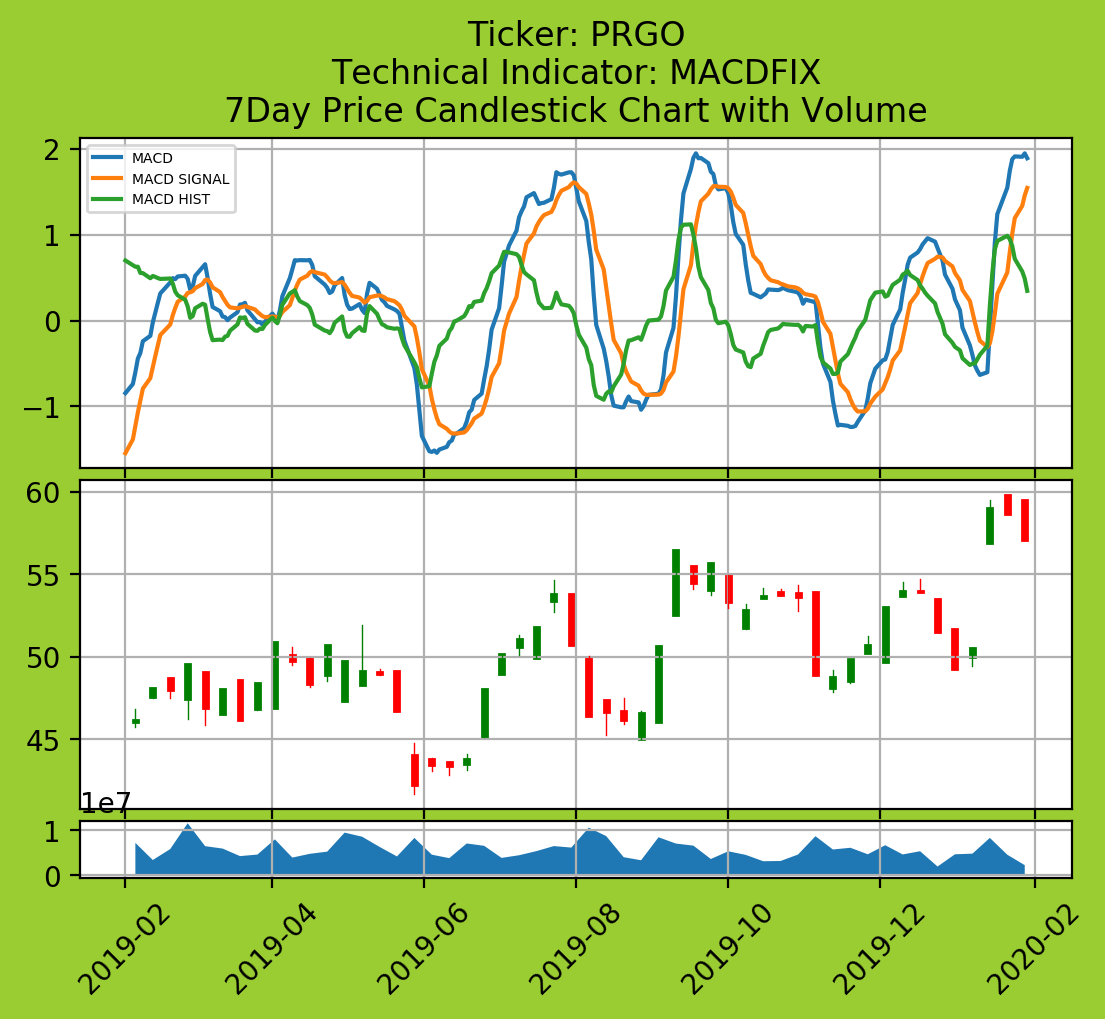 Ticker: PRGO
Technical Indicator: MACDFIX
7Day Price Candlestick Chart with Volume
MACD
MACD SIGNAL
MACD HIST
2
1
0
−1
60
55
50
45
1e7
1
0
2019-02
2019-04
2019-06
2019-08
2019-10
2019-12
2020-02